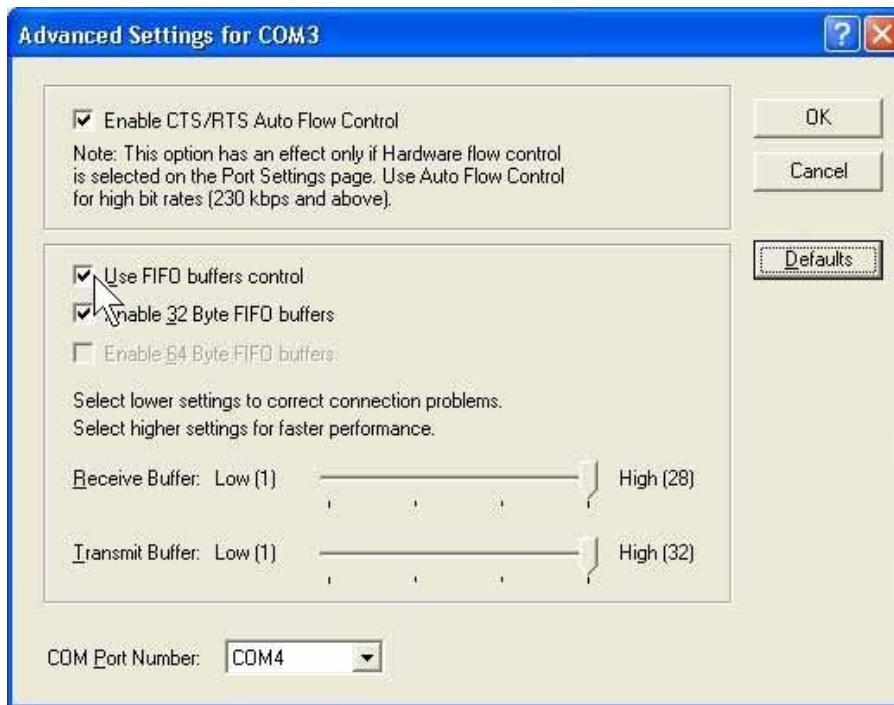 Advanced Settings for COM3
Enable CTS/RTS Auto Flow Control
Note: This option has an effect only if Hardware flow control
is selected on the Port Settings page. Use Auto Flow Control
for high bit rates (230 kbps and above).
OK
Cancel
Defaults
Use FIFO buffers control
Enable 32 Byte FIFO buffers
Enable 64 Byte FIFO buffers
Select lower settings to correct connection problems.
Select higher settings for faster performance.
Receive Buffer: Low (1) High (28)
Transmit Buffer: Low (1) High (32)
COM Port Number: COM4